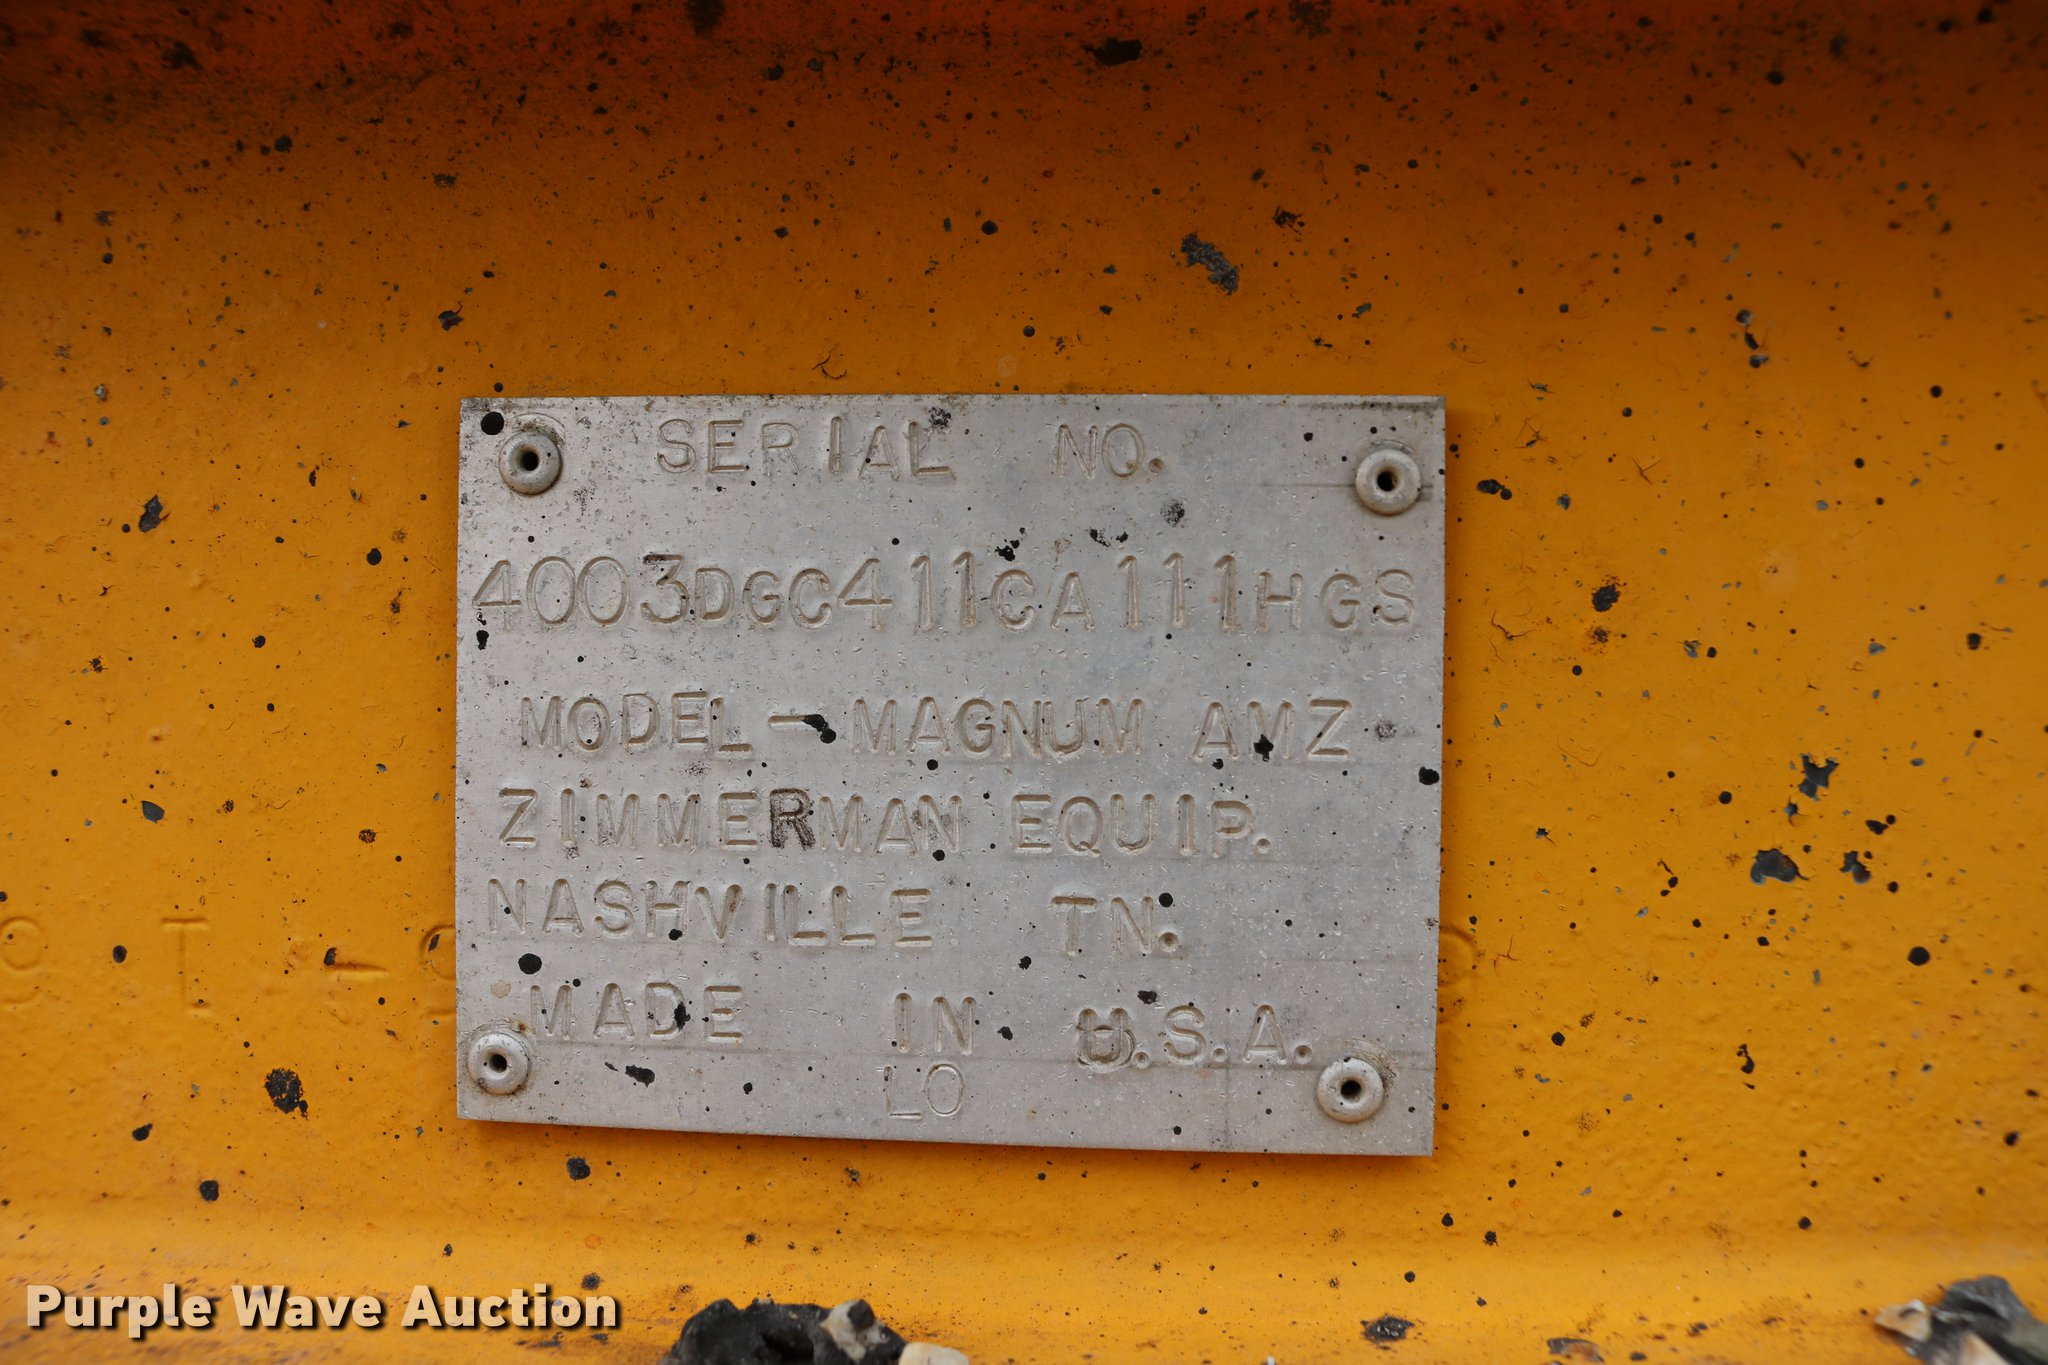 SERIAL NO.
4003DGC411CA111HGS
MODEL-MAGNUM AMZ
ZIMMERMAN EQUIP.
NASHVILLE TN.
MADE IN U.S.A.
LO
Purple Wave Auction